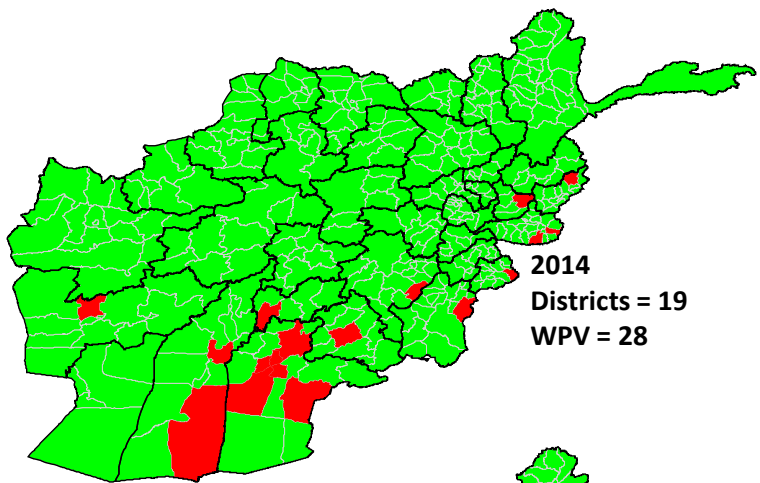 2014
Districts = 19
WPV = 28